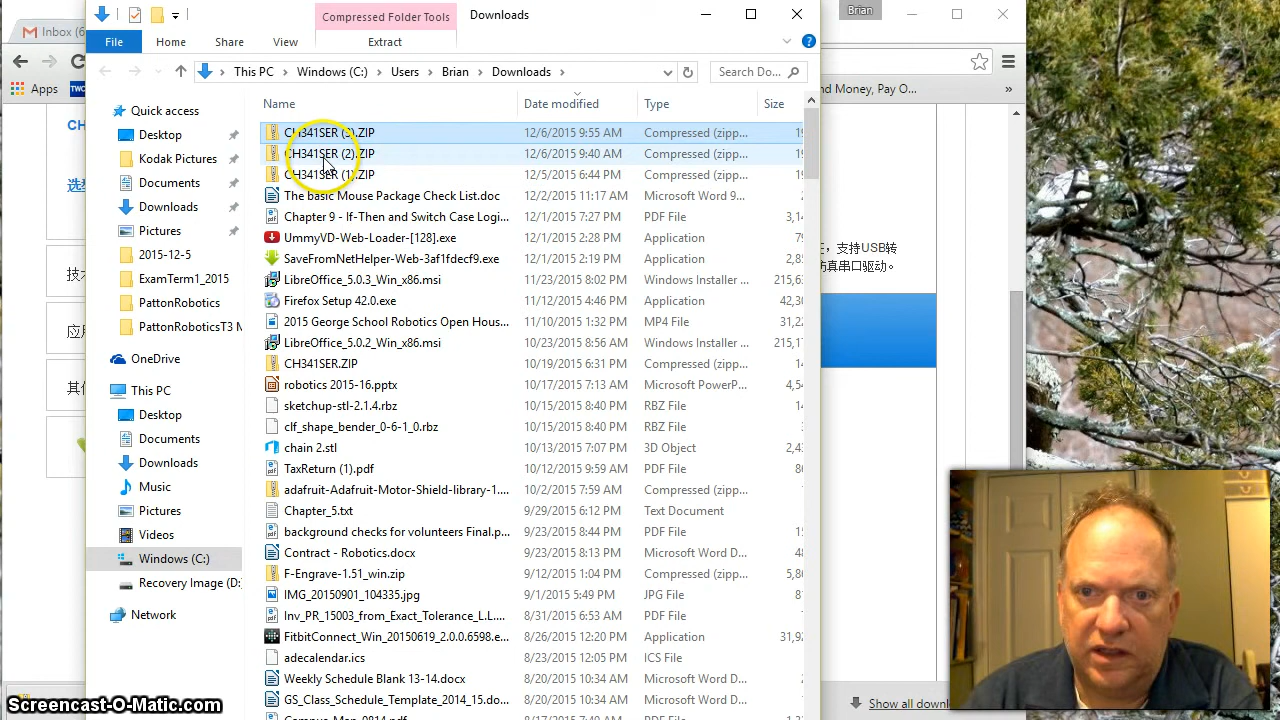 Compressed Folder Tools
Downloads
Brian
Inbox (6
File
Home
Share
View
Extract
This PC
Windows (C:)
Users
Brian
Downloads
Search Do...
Apps
nd Money, Pay O...
»
Name
Date modified
Type
Size
Quick access
Desktop
Kodak Pictures
Documents
Downloads
Pictures
2015-12-5
ExamTerm1_2015
PattonRobotics
PattonRoboticsT3 M
OneDrive
This PC
Desktop
Documents
Downloads
Music
Pictures
Videos
Windows (C:)
Recovery Image (D:
Network
CH341SER (3).ZIP 12/6/2015 9:55 AM Compressed (zipp... 19
CH341SER (2).ZIP 12/6/2015 9:40 AM Compressed (zipp... 19
CH341SER (1).ZIP 12/5/2015 6:44 PM Compressed (zipp... 19
The basic Mouse Package Check List.doc 12/2/2015 11:17 AM Microsoft Word 9...
Chapter 9 - If-Then and Switch Case Logi... 12/1/2015 7:27 PM PDF File 3,14
UmmyVD-Web-Loader-[128].exe 12/1/2015 2:28 PM Application 79
SaveFromNetHelper-Web-3af1fdecf9.exe 12/1/2015 2:19 PM Application 2,8
LibreOffice_5.0.3_Win_x86.msi 11/23/2015 8:02 PM Windows Installer ... 215,6
Firefox Setup 42.0.exe 11/12/2015 4:46 PM Application 42,3
2015 George School Robotics Open Hous... 11/10/2015 1:32 PM MP4 File 31,2
LibreOffice_5.0.2_Win_x86.msi 10/23/2015 8:56 AM Windows Installer ... 215,1
CH341SER.ZIP 10/19/2015 6:31 PM Compressed (zipp... 14
robotics 2015-16.pptx 10/17/2015 7:13 AM Microsoft PowerP... 4,54
sketchup-stl-2.1.4.rbz 10/15/2015 8:40 PM RBZ File 14
clf_shape_bender_0-6-1_0.rbz 10/15/2015 8:40 PM RBZ File
chain 2.stl 10/13/2015 7:07 PM 3D Object 2,4
TaxReturn (1).pdf 10/12/2015 9:59 AM PDF File 8
adafruit-Adafruit-Motor-Shield-library-1.... 10/2/2015 7:59 AM Compressed (zipp... 1
Chapter_5.txt 9/29/2015 6:12 PM Text Document
background checks for volunteers Final.p... 9/23/2015 8:44 PM PDF File 1
Contract - Robotics.docx 9/23/2015 8:13 PM Microsoft Word D... 48
F-Engrave-1.51_win.zip 9/12/2015 1:04 PM Compressed (zipp... 5,8
IMG_20150901_174635.jpg 9/1/2015 5:49 PM JPG File 8
Inv_PR_15003_from_Exact_Tolerance_L.L.... 8/31/2015 6:53 AM PDF File
FitbitConnect_Win_20150619_2.0.0.6598.e... 8/26/2015 12:20 PM Application 31,9
adecalendar.ics 8/23/2015 12:05 PM ICS File
Weekly Schedule Blank 13-14.docx 8/20/2015 10:34 AM Microsoft Word D...
GS_Class_Schedule_Template_2014_15.do... 8/20/2015 10:34 AM Microsoft Word D...
支持USB转
仿真串口驱动。
Show all downl
Screencast-O-Matic.com